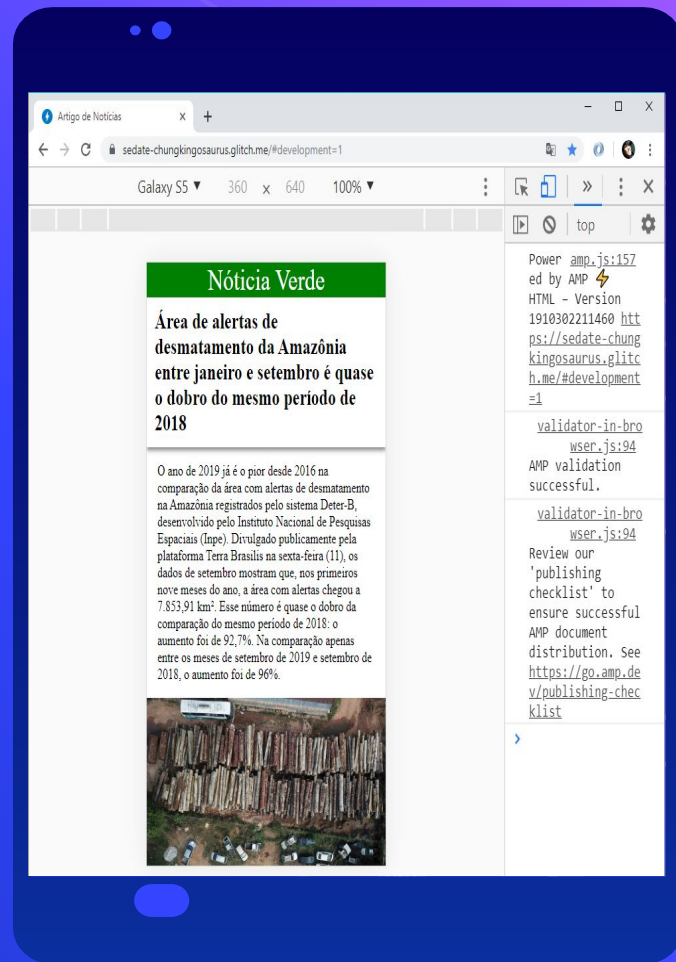 Artigo de Notícias
sedate-chungkingosaurus.glitch.me/#development=1
Galaxy S5 ▼ 360 x 640 100% ▼
top
Nóticia Verde
Área de alertas de
desmatamento da Amazônia
entre janeiro e setembro é quase
o dobro do mesmo período de
2018
O ano de 2019 já é o pior desde 2016 na
comparação da área com alertas de desmatamento
na Amazônia registrados pelo sistema Deter-B,
desenvolvido pelo Instituto Nacional de Pesquisas
Espaciais (Inpe). Divulgado publicamente pela
plataforma Terra Brasilis na sexta-feira (11), os
dados de setembro mostram que, nos primeiros
nove meses do ano, a área com alertas chegou a
7.853,91 km². Esse número é quase o dobro da
comparação do mesmo período de 2018: o
aumento foi de 92,7%. Na comparação apenas
entre os meses de setembro de 2019 e setembro de
2018, o aumento foi de 96%.
Power amp.js:157
ed by AMP ⚡
HTML – Version
1910302211460 htt
ps://sedate-chung
kingosaurus.glitc
h.me/#development
=1
validator-in-bro
wser.js:94
AMP validation
successful.
validator-in-bro
wser.js:94
Review our
'publishing
checklist' to
ensure successful
AMP document
distribution. See
https://go.amp.de
v/publishing-chec
klist